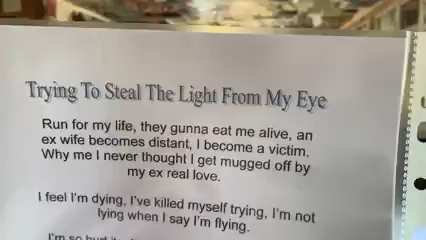 Trying To Steal The Light From My Eye
Run for my life, they gunna eat me alive, an
ex wife becomes distant, I become a victim.
Why me I never thought I get mugged off by
my ex real love.
I feel I'm dying, I've killed myself trying, I'm not
lying when I say I'm flying.
I'm so hurt